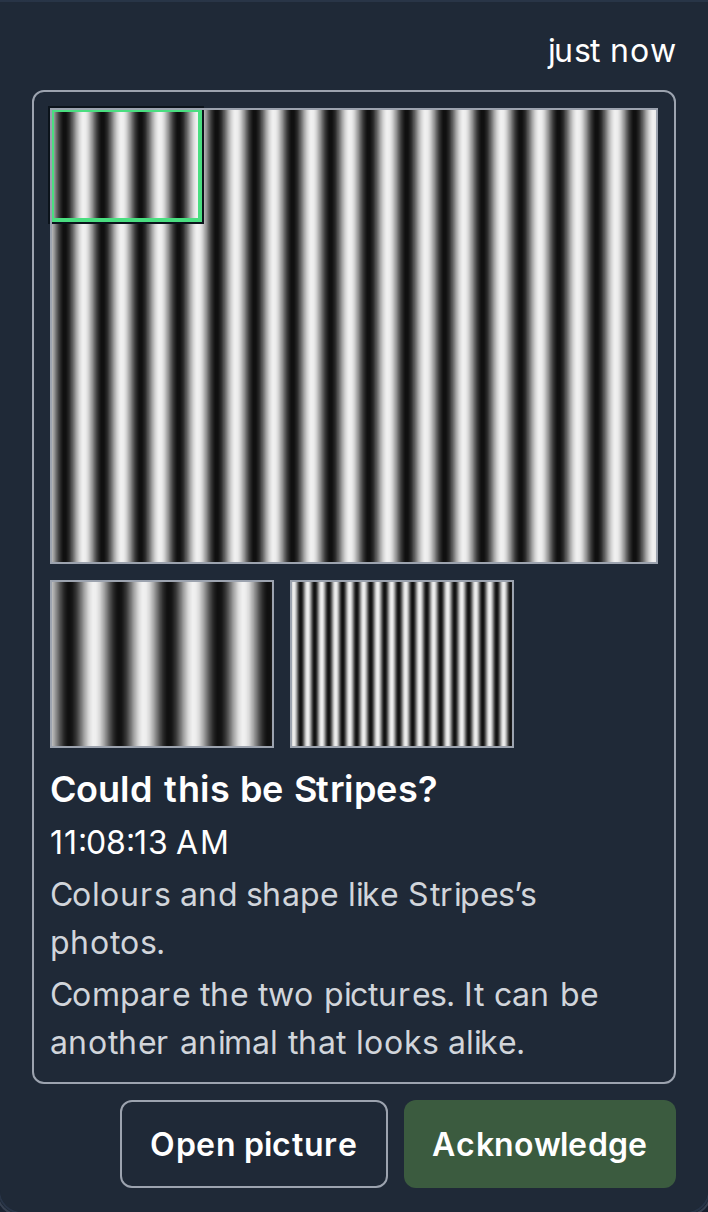 just now
Could this be Stripes?
11:08:13 AM
Colours and shape like Stripes’s
photos.
Compare the two pictures. It can be
another animal that looks alike.
Open picture
Acknowledge